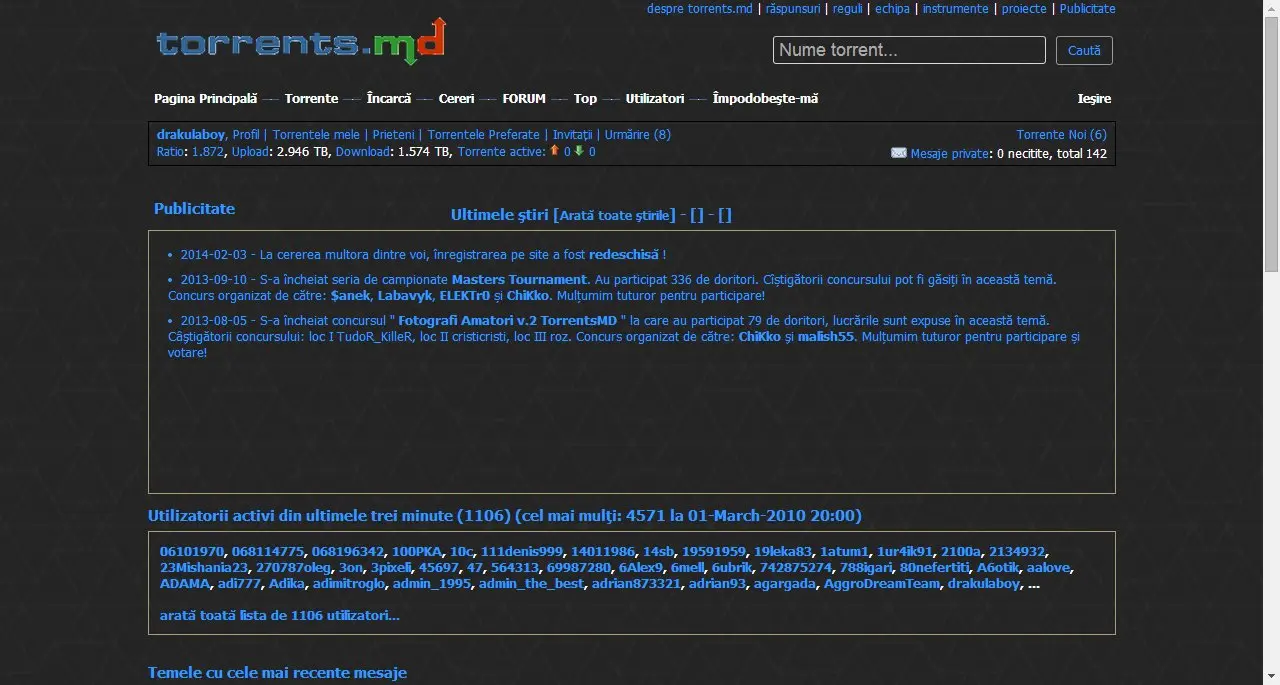 despre torrents.md | răspunsuri | reguli | echipa | instrumente | proiecte | Publicitate
torrents.md
Nume torrent...
Caută
Pagina Principală — Torrente — Încarcă — Cereri — FORUM — Top — Utilizatori — Împodobeşte-mă
Ieşire
drakulaboy, Profil | Torrentele mele | Prieteni | Torrentele Preferate | Invitaţii | Urmărire (8)
Torrente Noi (6)
Ratio: 1.872, Upload: 2.946 TB, Download: 1.574 TB, Torrente active: 0 0
Mesaje private: 0 necitite, total 142
Publicitate
Ultimele ştiri [Arată toate ştirile] - [] - []
• 2014-02-03 - La cererea multora dintre voi, înregistrarea pe site a fost redeschisă !
• 2013-09-10 - S-a încheiat seria de campionate Masters Tournament. Au participat 336 de doritori. Cîştigătorii concursului pot fi găsiţi în această temă.
Concurs organizat de către: $anek, Labavyk, ELEKTr0 şi ChiKko. Mulţumim tuturor pentru participare!
• 2013-08-05 - S-a încheiat concursul " Fotografi Amatori v.2 TorrentsMD " la care au participat 79 de doritori, lucrările sunt expuse în această temă.
Câştigătorii concursului: loc I TudoR_KilleR, loc II cristicristi, loc III roz. Concurs organizat de către: ChiKko şi malish55. Mulţumim tuturor pentru participare şi
votare!
Utilizatorii activi din ultimele trei minute (1106) (cel mai mulţi: 4571 la 01-March-2010 20:00)
06101970, 068114775, 068196342, 100PKA, 10c, 111denis999, 14011986, 14sb, 19591959, 19leka83, 1atum1, 1ur4ik91, 2100a, 2134932,
23Mishania23, 270787oleg, 3on, 3pixeli, 45697, 47, 564313, 69987280, 6Alex9, 6mell, 6ubrik, 742875274, 788igari, 80nefertiti, A6otik, aalove,
ADAMA, adi777, Adika, adimitroglo, admin_1995, admin_the_best, adrian873321, adrian93, agargada, AggroDreamTeam, drakulaboy, ...
arată toată lista de 1106 utilizatori...
Temele cu cele mai recente mesaje